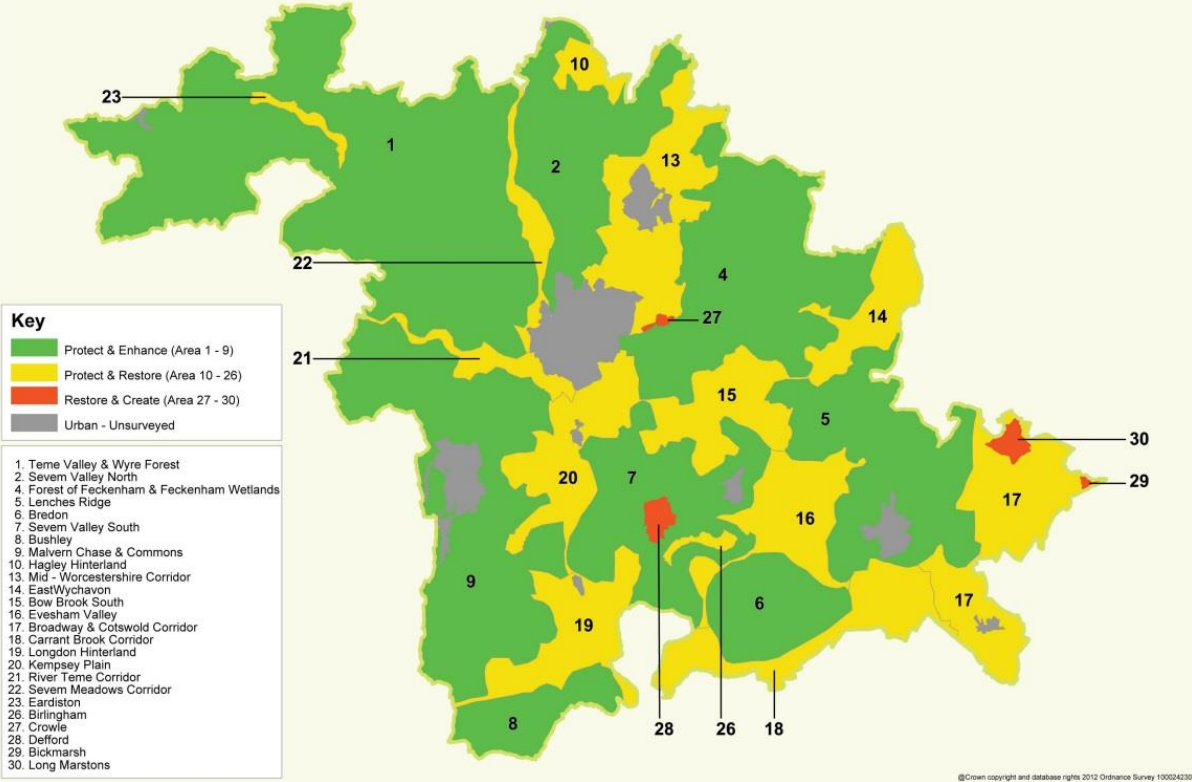 10
23
1
13
2
22
4
27
14
Key
Protect & Enhance (Area 1 - 9)
Protect & Restore (Area 10 - 26)
Restore & Create (Area 27 - 30)
Urban - Unsurveyed
21
15
5
30
29
20
7
17
16
9
6
17
19
8
28
26
18
1. Teme Valley & Wyre Forest
2. Severn Valley North
4. Forest of Feckenham & Feckenham Wetlands
5. Lenches Ridge
6. Bredon
7. Severn Valley South
8. Bushley
9. Malvern Chase & Commons
10. Hagley Hinterland
13. Mid - Worcestershire Corridor
14. EastWychavon
15. Bow Brook South
16. Evesham Valley
17. Broadway & Cotswold Corridor
18. Carrant Brook Corridor
19. Longdon Hinterland
20. Kempsey Plain
21. River Teme Corridor
22. Severn Meadows Corridor
23. Eardiston
26. Birlingham
27. Crowle
28. Defford
29. Bickmarsh
30. Long Marstons
@Crown copyright and database rights 2012 Ordnance Survey 100024230